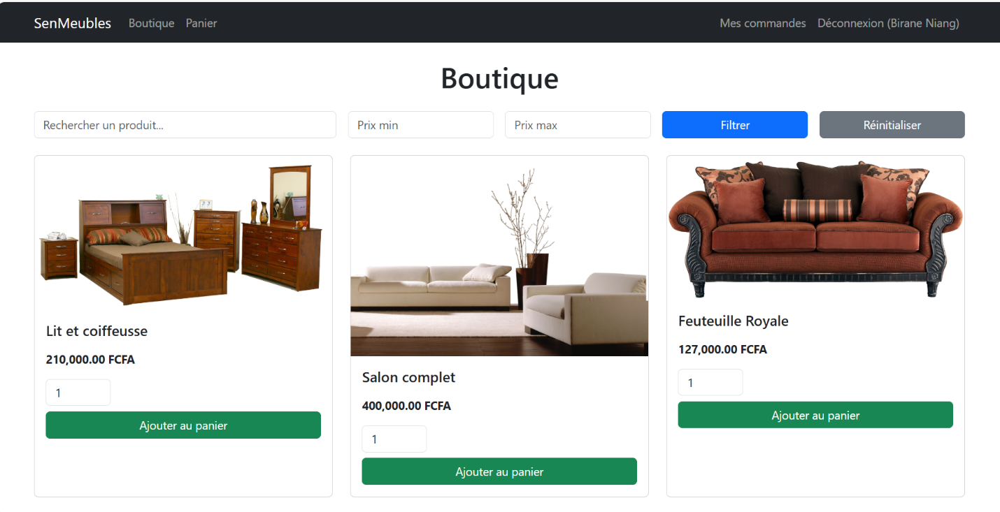 SenMeubles Boutique Panier Mes commandes Déconnexion (Birane Niang)
Boutique
Rechercher un produit... Prix min Prix max Filtrer Réinitialiser
Lit et coiffeusse
210,000.00 FCFA
1
Ajouter au panier
Salon complet
400,000.00 FCFA
1
Ajouter au panier
Feuteuille Royale
127,000.00 FCFA
1
Ajouter au panier